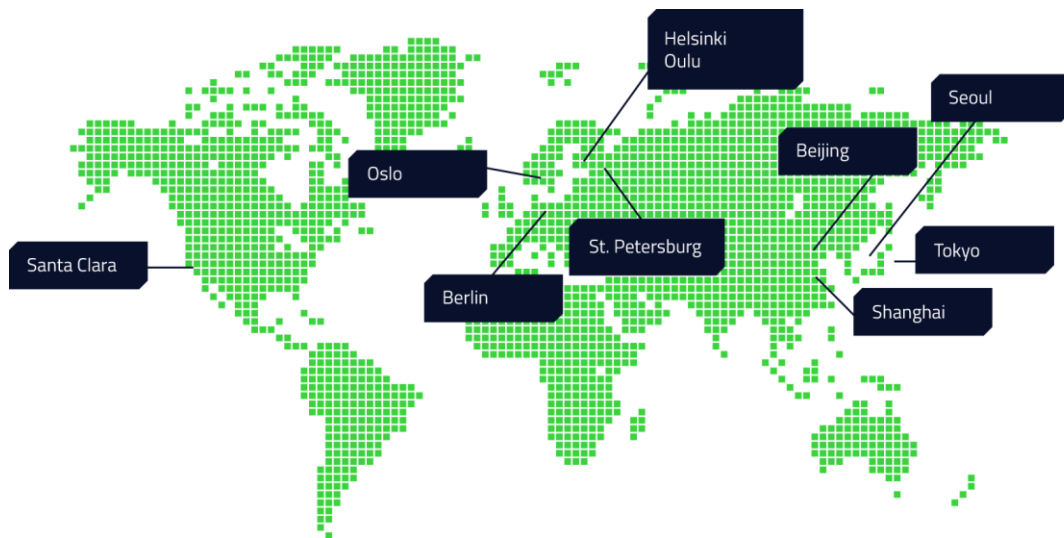 Helsinki
Oulu
Seoul
Beijing
Oslo
St. Petersburg
Tokyo
Santa Clara
Berlin
Shanghai